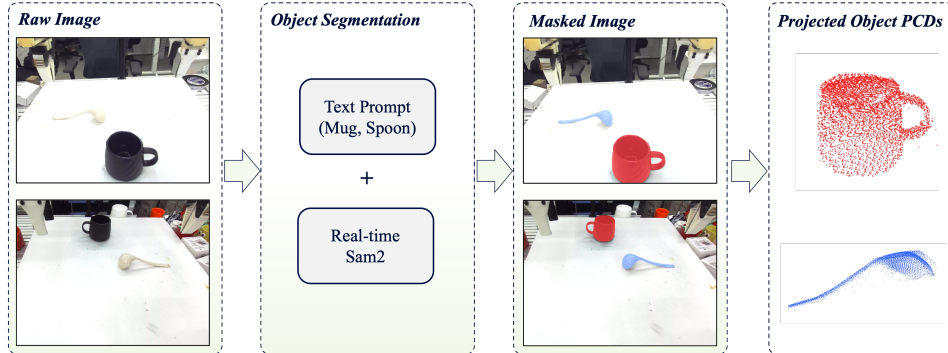 Raw Image
Object Segmentation
Masked Image
Projected Object PCDs
Text Prompt
(Mug, Spoon)
+
Real-time
Sam2